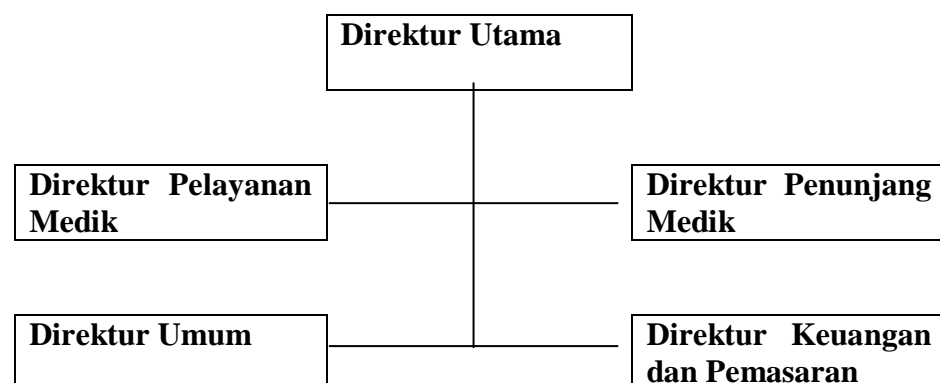 Direktur Utama
Direktur Pelayanan
Medik
Direktur Penunjang
Medik
Direktur Umum
Direktur Keuangan
dan Pemasaran